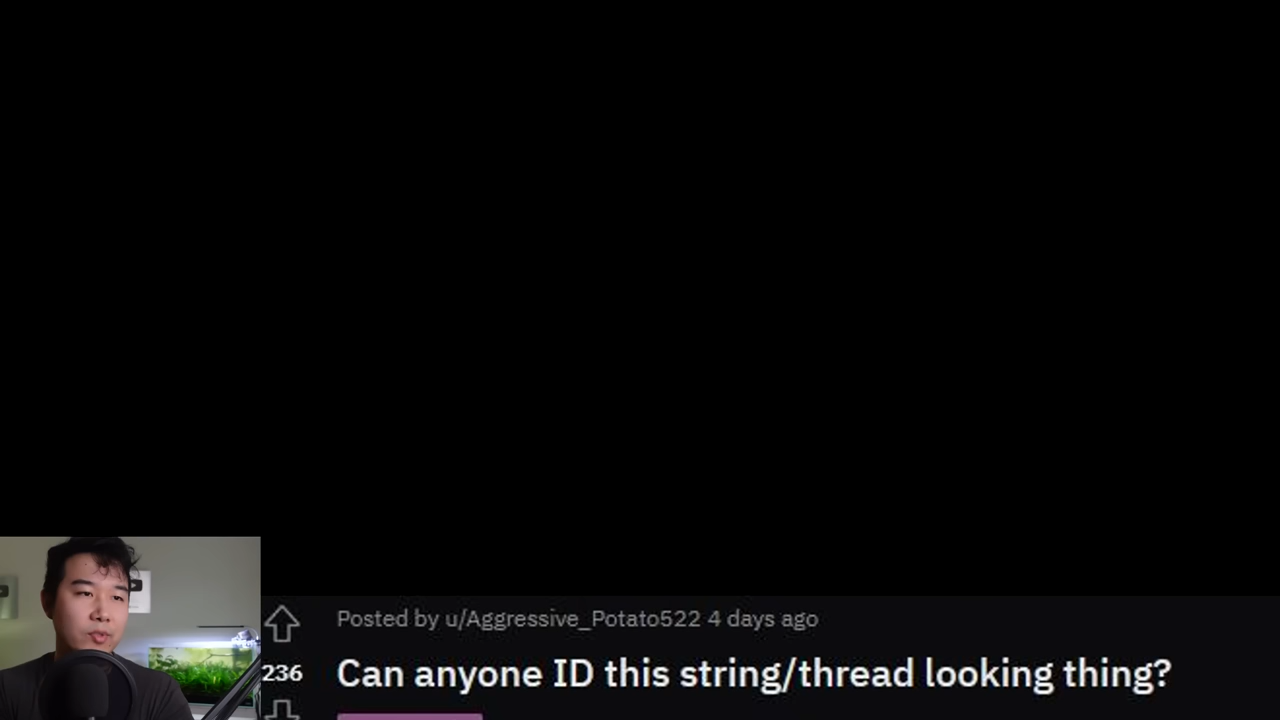 Posted by u/Aggressive_Potato522 4 days ago
236
Can anyone ID this string/thread looking thing?